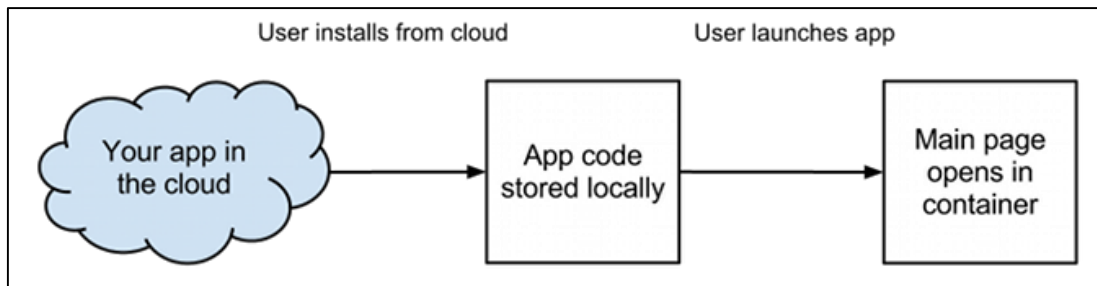 User installs from cloud
User launches app
Your app in
the cloud
App code
stored locally
Main page
opens in
container